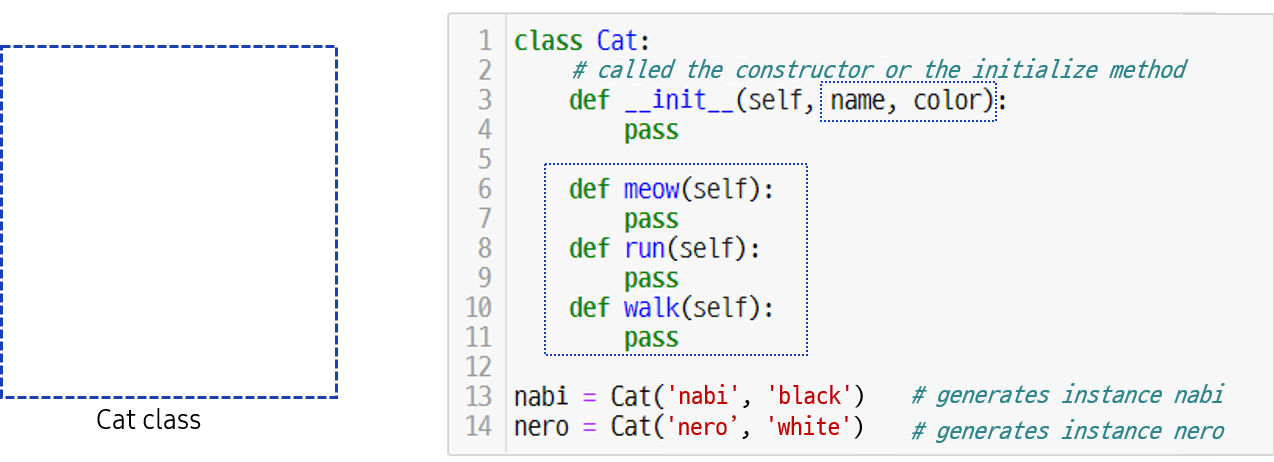 Cat class
1 class Cat:
2     # called the constructor or the initialize method
3     def __init__(self, name, color):
4         pass
5
6     def meow(self):
7         pass
8     def run(self):
9         pass
10     def walk(self):
11         pass
12
13 nabi = Cat('nabi', 'black')   # generates instance nabi
14 nero = Cat('nero’, 'white')   # generates instance nero